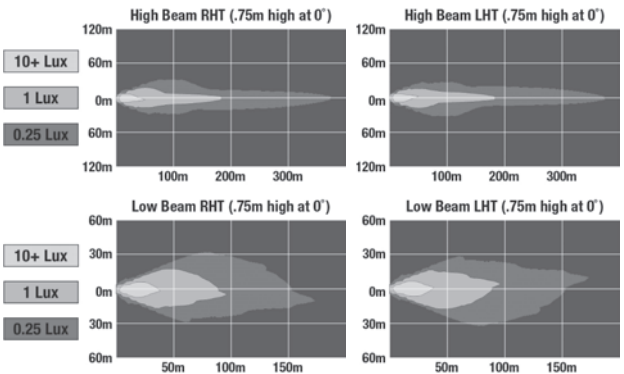 High Beam RHT (.75m high at 0˚)
High Beam LHT (.75m high at 0˚)
120m
120m
10+ Lux
60m
60m
1 Lux
0m
0m
0.25 Lux
60m
60m
120m
120m
100m 200m 300m
100m 200m 300m
Low Beam RHT (.75m high at 0˚)
Low Beam LHT (.75m high at 0˚)
60m
60m
10+ Lux
30m
30m
1 Lux
0m
0m
0.25 Lux
30m
30m
60m
60m
50m 100m 150m
50m 100m 150m